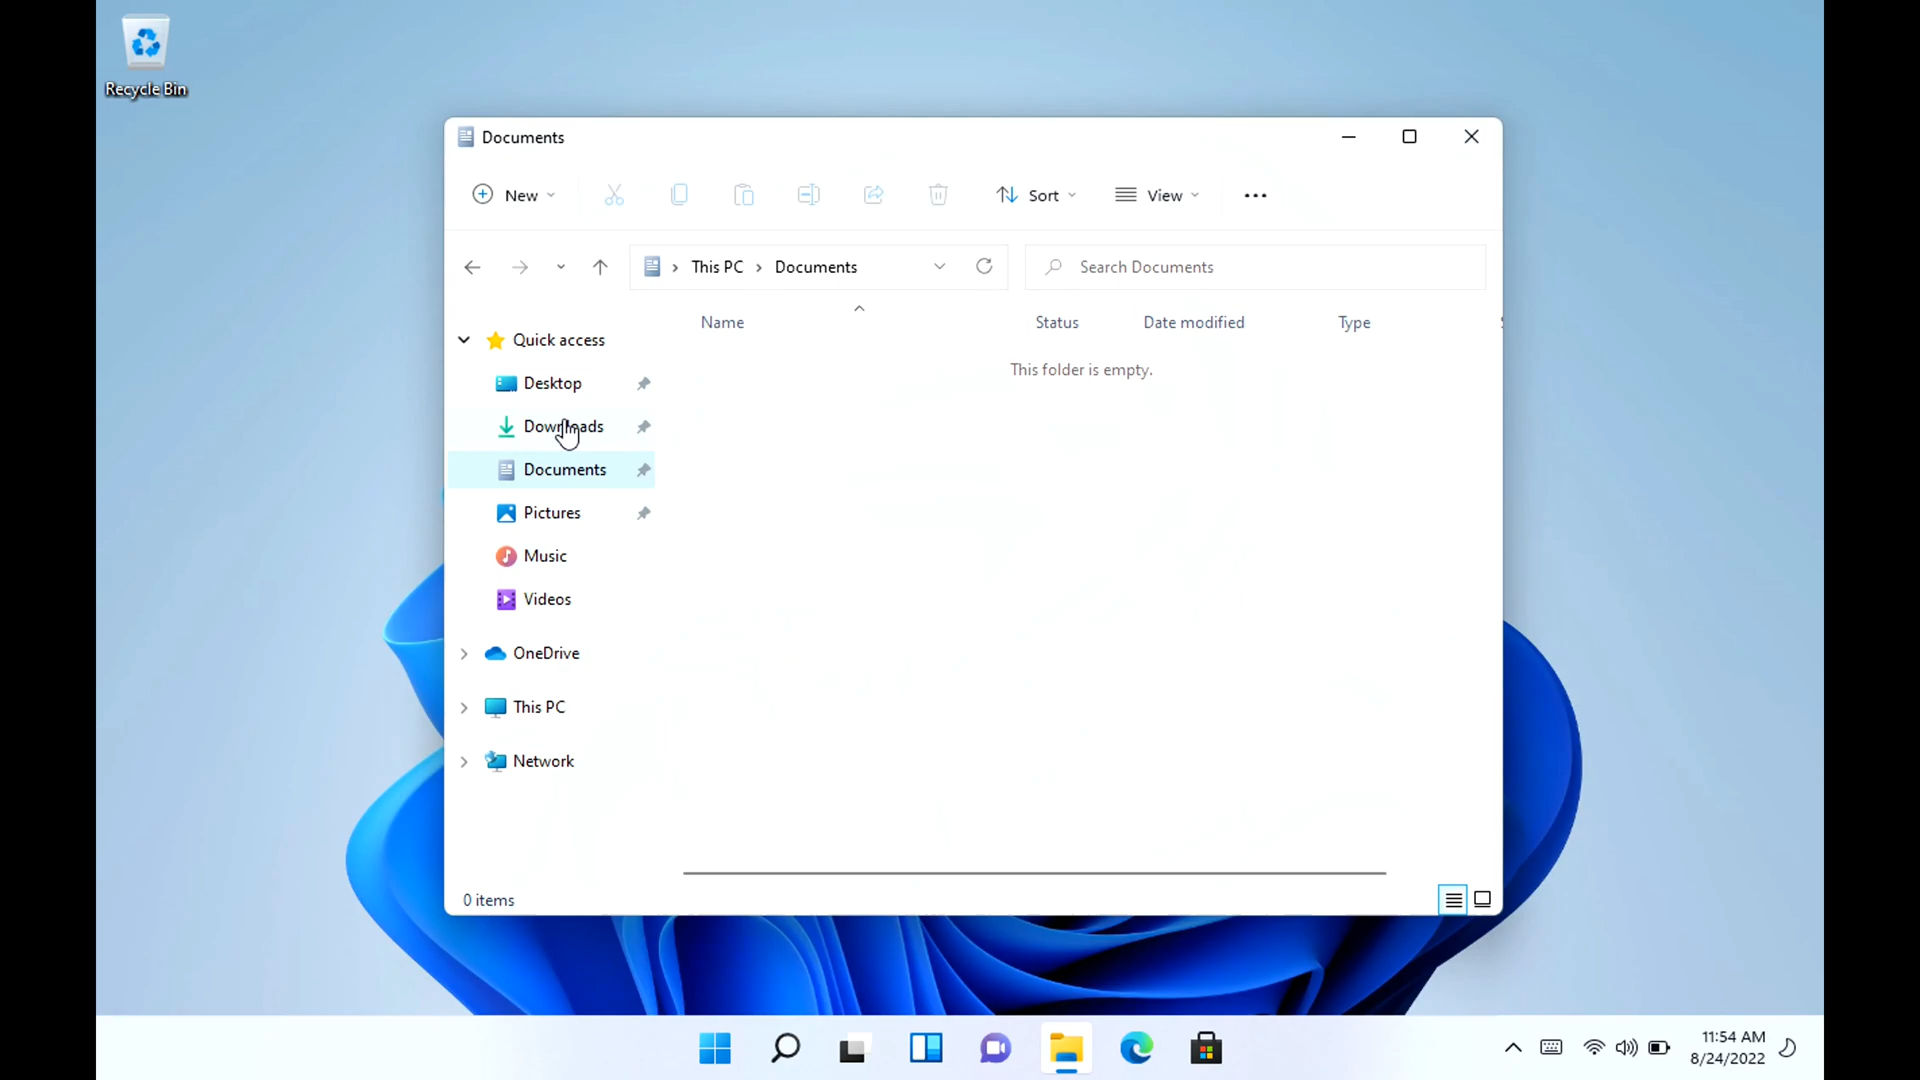 Recycle Bin
Documents
New
Sort
View
This PC
Documents
Search Documents
Name
Status
Date modified
Type
This folder is empty.
Quick access
Desktop
Downloads
Documents
Pictures
Music
Videos
OneDrive
This PC
Network
0 items
11:54 AM
8/24/2022